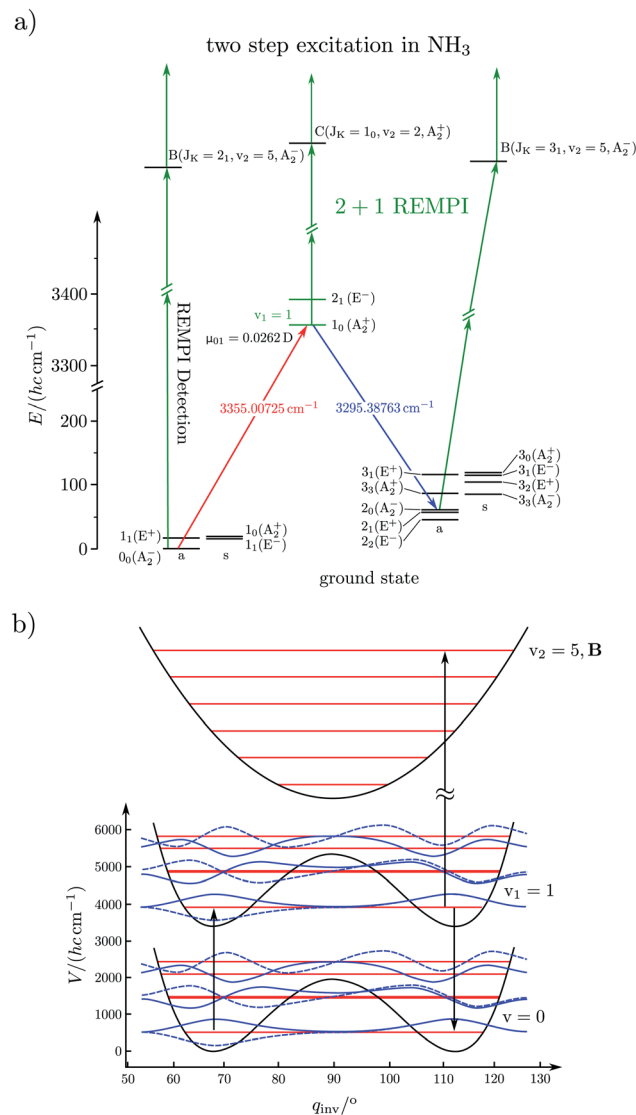 a)
two step excitation in NH₃
C(J_K = 1₀, v₂ = 2, A₂⁺)
B(J_K = 2₁, v₂ = 5, A₂⁻)
B(J_K = 3₁, v₂ = 5, A₂⁻)
2 + 1 REMPI
REMPI Detection
E/(hc cm⁻¹)
3400
3300
200
100
0
2₁(E⁻)
v₁ = 1
1₀(A₂⁺)
μ₀₁ = 0.0262 D
3355.00725 cm⁻¹
3295.38763 cm⁻¹
3₁(E⁺)
3₃(A₂⁺)
2₀(A₂⁻)
2₁(E⁺)
2₂(E⁻)
a
3₀(A₂⁺)
3₁(E⁻)
3₂(E⁺)
3₃(A₂⁻)
s
1₁(E⁺)
0₀(A₂⁻)
a
s
1₀(A₂⁺)
1₁(E⁻)
ground state
b)
v₂ = 5, B
V/(hc cm⁻¹)
6000
5000
4000
3000
2000
1000
0
v₁ = 1
v = 0
50 60 70 80 90 100 110 120 130
q_inv/°